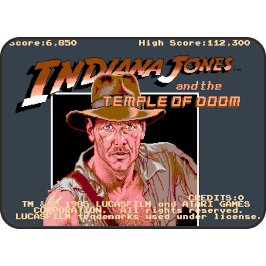 Score:6,850 High Score:112,300
INDIANA JONES
and the
TEMPLE OF DOOM
CREDITS:0
TM & © 1985 LUCASFILM and ATARI GAMES
CORPORATION. All rights reserved.
LUCASFILM trademarks used under license.